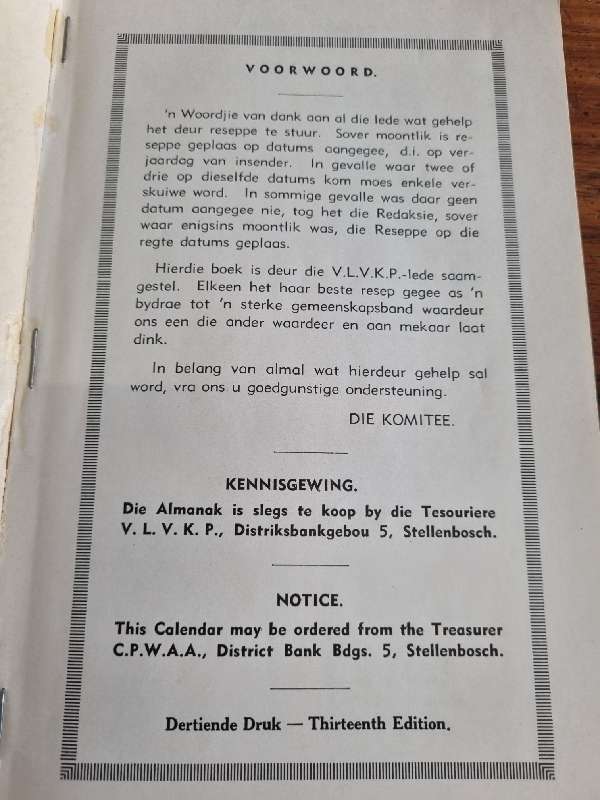 VOORWOORD.
'n Woordjie van dank aan al die lede wat gehelp
het deur reseppe te stuur. Sover moontlik is re-
seppe geplaas op datums aangegee, d.i. op ver-
jaardag van insender. In gevalle waar twee of
drie op dieselfde datums kom moes enkele ver-
skuiwe word. In sommige gevalle was daar geen
datum aangegee nie, tog het die Redaksie, sover
waar enigsins moontlik was, die Reseppe op die
regte datums geplaas.
Hierdie boek is deur die V.L.V.K.P.-lede saam-
gestel. Elkeen het haar beste resep gegee as 'n
bydrae tot 'n sterke gemeenskapsband waardeur
ons een die ander waardeer en aan mekaar laat
dink.
In belang van almal wat hierdeur gehelp sal
word, vra ons u goedgunstige ondersteuning.
DIE KOMITEE.
KENNISGEWING.
Die Almanak is slegs te koop by die Tesouriere
V. L. V. K. P., Distriksbankgebou 5, Stellenbosch.
NOTICE.
This Calendar may be ordered from the Treasurer
C.P.W.A.A., District Bank Bdgs. 5, Stellenbosch.
Dertiende Druk — Thirteenth Edition.